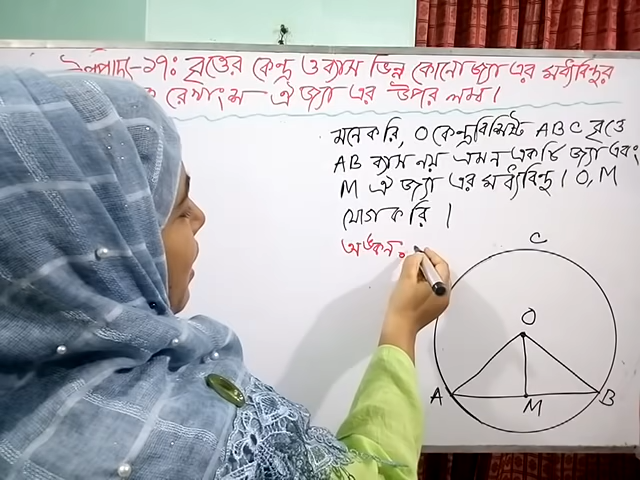 উপপাদ্য-১৭: বৃত্তের কেন্দ্র ও ব্যাস ভিন্ন কোনো জ্যা এর মধ্যবিন্দুর
রেখাংশ ঐ জ্যা এর উপর লম্ব।
মনে করি, O কেন্দ্রবিশিষ্ট ABC বৃত্তে
AB ব্যাস নয় এমন একটি জ্যা এবং
M ঐ জ্যা এর মধ্যবিন্দু। O, M
যোগ করি।
অঙ্কন:
C
O
A
M
B